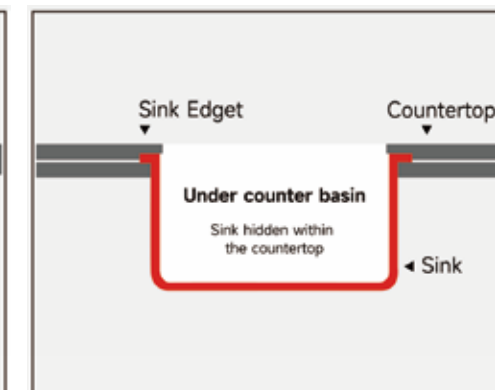 Sink Edget
Countertop
Under counter basin
Sink hidden within
the countertop
Sink